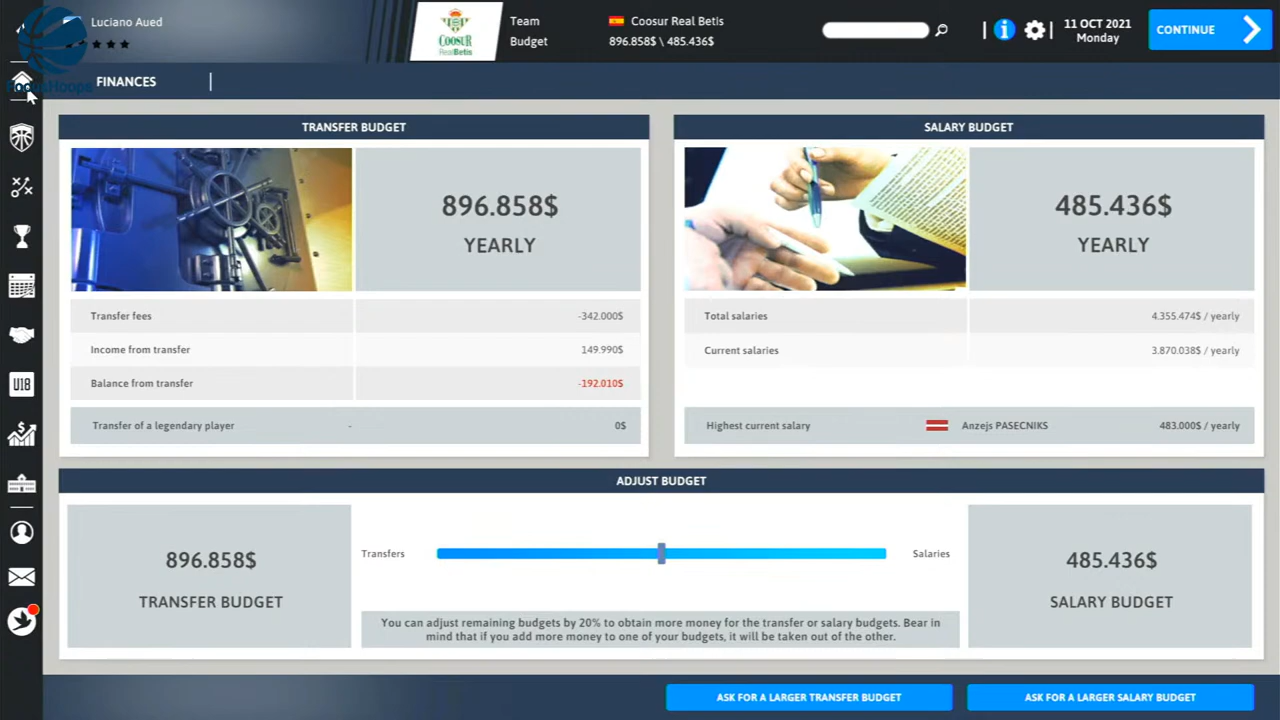 Luciano Aued
COOSUR
Real Betis
Team
Budget
Coosur Real Betis
896.858$ \ 485.436$
11 OCT 2021
Monday
CONTINUE
FocusHoops
FINANCES
TRANSFER BUDGET
896.858$
YEARLY
Transfer fees -342.000$
Income from transfer 149.990$
Balance from transfer -192.010$
Transfer of a legendary player - 0$
SALARY BUDGET
485.436$
YEARLY
Total salaries 4.355.474$ / yearly
Current salaries 3.870.038$ / yearly
Highest current salary Anzejs PASECNIKS 483.000$ / yearly
U18
ADJUST BUDGET
896.858$
TRANSFER BUDGET
Transfers
Salaries
You can adjust remaining budgets by 20% to obtain more money for the transfer or salary budgets. Bear in
mind that if you add more money to one of your budgets, it will be taken out of the other.
485.436$
SALARY BUDGET
ASK FOR A LARGER TRANSFER BUDGET
ASK FOR A LARGER SALARY BUDGET